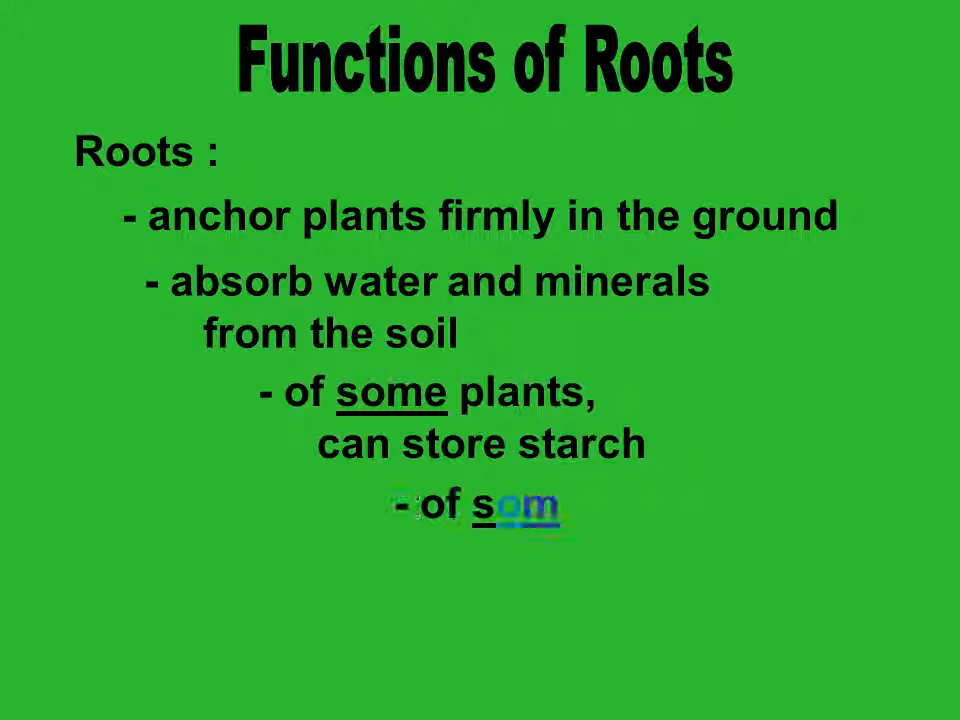 Functions of Roots
Roots :
- anchor plants firmly in the ground
- absorb water and minerals
from the soil
- of some plants,
can store starch
- of som